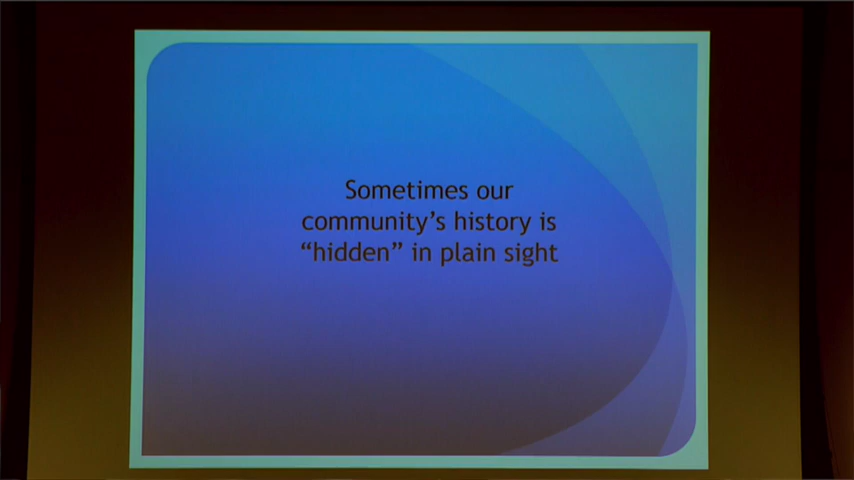 Sometimes our
community’s history is
“hidden” in plain sight